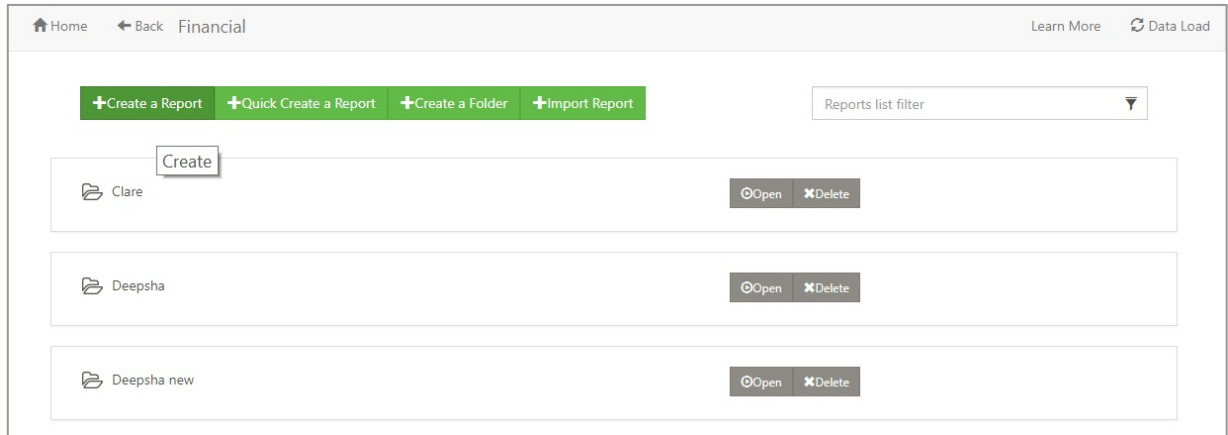 Home Back Financial Learn More Data Load
+Create a Report +Quick Create a Report +Create a Folder +Import Report Reports list filter
Create
Clare Open Delete
Deepsha Open Delete
Deepsha new Open Delete